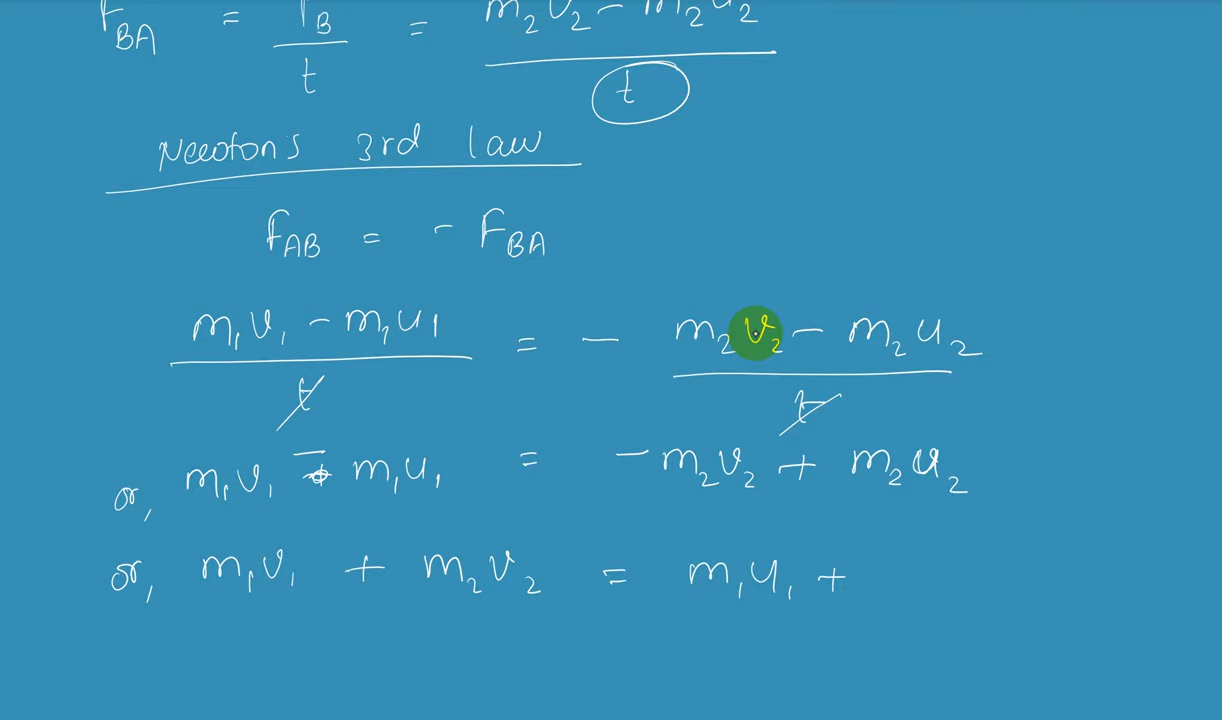 F_BA = P_B / t = (m₂v₂ - m₂u₂) / t
Newton's 3rd law
F_AB = - F_BA
(m₁v₁ - m₁u₁) / t = - (m₂v₂ - m₂u₂) / t
or, m₁v₁ - m₁u₁ = - m₂v₂ + m₂u₂
or, m₁v₁ + m₂v₂ = m₁u₁ +